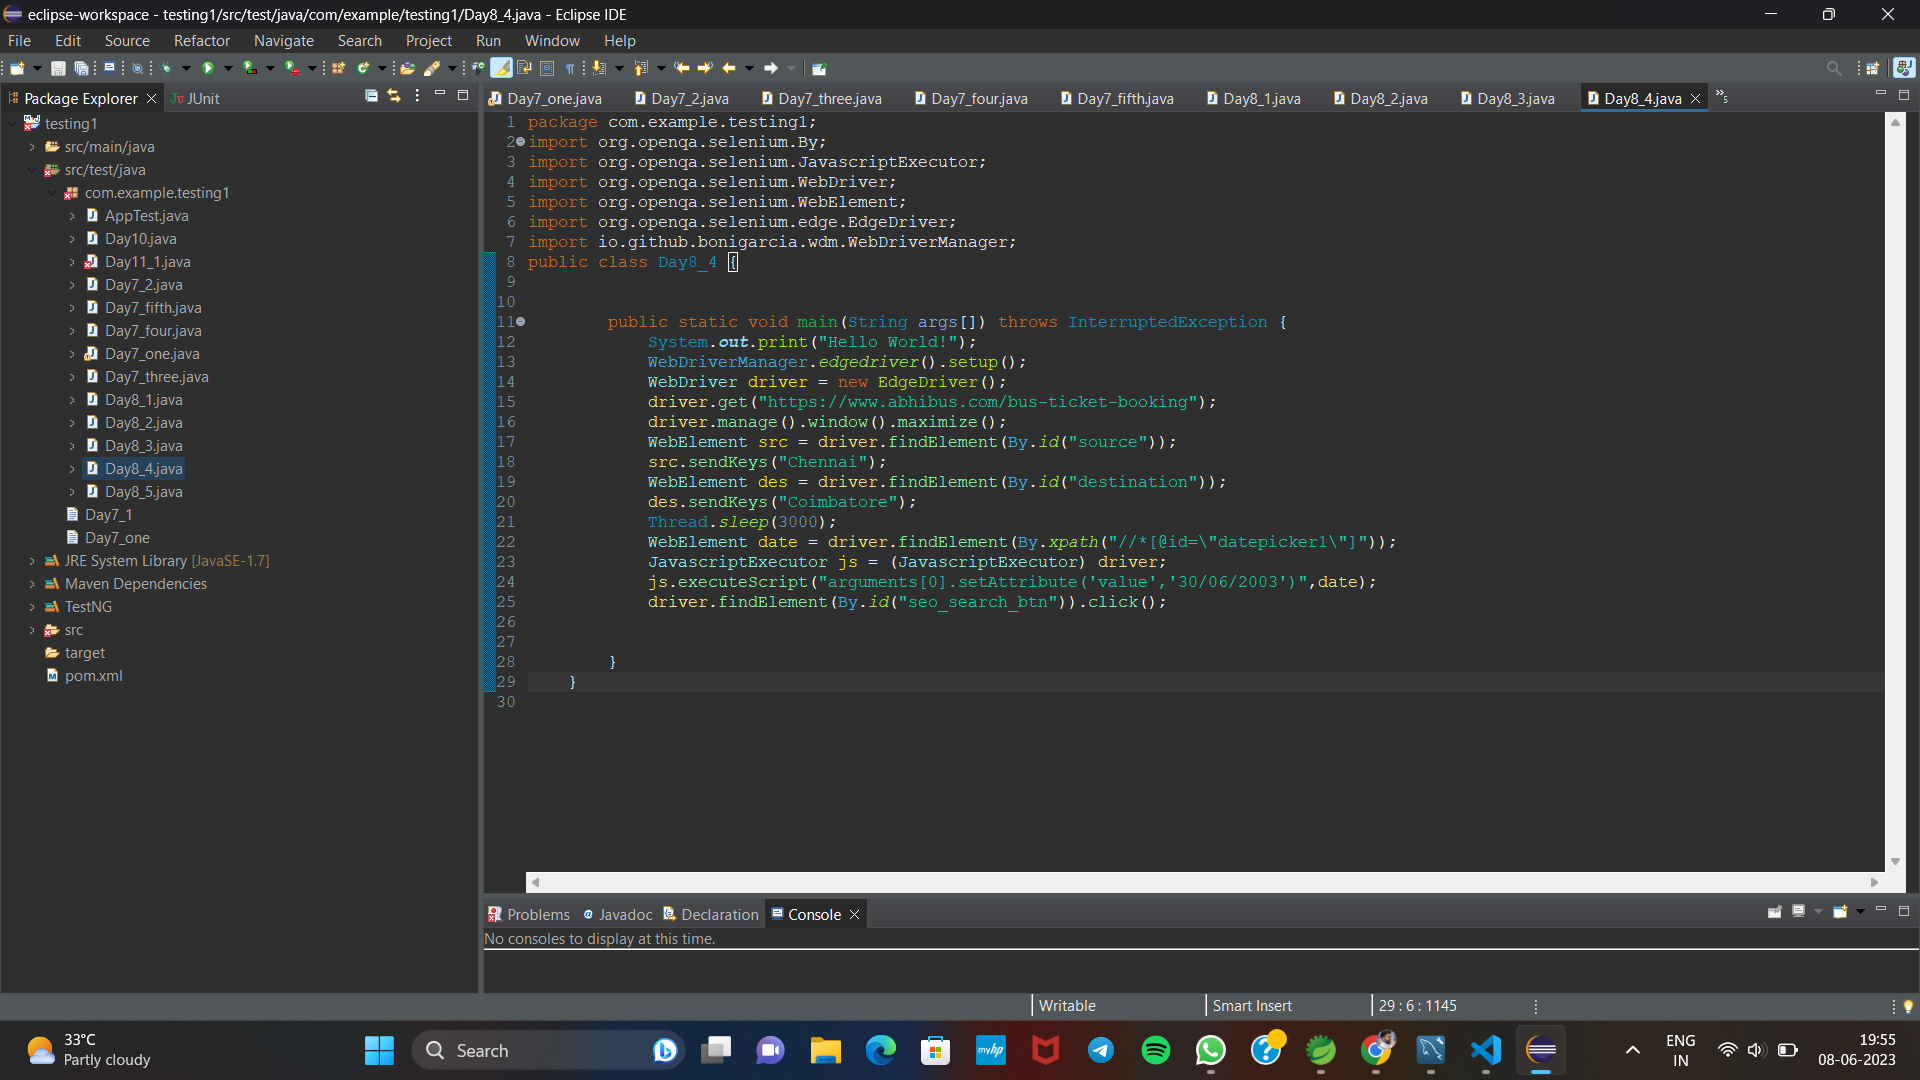 eclipse-workspace - testing1/src/test/java/com/example/testing1/Day8_4.java - Eclipse IDE
File Edit Source Refactor Navigate Search Project Run Window Help
Package Explorer
JUnit
Day7_one.java
Day7_2.java
Day7_three.java
Day7_four.java
Day7_fifth.java
Day8_1.java
Day8_2.java
Day8_3.java
Day8_4.java
5
testing1
src/main/java
src/test/java
com.example.testing1
AppTest.java
Day10.java
Day11_1.java
Day7_2.java
Day7_fifth.java
Day7_four.java
Day7_one.java
Day7_three.java
Day8_1.java
Day8_2.java
Day8_3.java
Day8_4.java
Day8_5.java
Day7_1
Day7_one
JRE System Library [JavaSE-1.7]
Maven Dependencies
TestNG
src
target
pom.xml
1 package com.example.testing1;
2 import org.openqa.selenium.By;
3 import org.openqa.selenium.JavascriptExecutor;
4 import org.openqa.selenium.WebDriver;
5 import org.openqa.selenium.WebElement;
6 import org.openqa.selenium.edge.EdgeDriver;
7 import io.github.bonigarcia.wdm.WebDriverManager;
8 public class Day8_4 {
9
10
11 public static void main(String args[]) throws InterruptedException {
12 System.out.print("Hello World!");
13 WebDriverManager.edgedriver().setup();
14 WebDriver driver = new EdgeDriver();
15 driver.get("https://www.abhibus.com/bus-ticket-booking");
16 driver.manage().window().maximize();
17 WebElement src = driver.findElement(By.id("source"));
18 src.sendKeys("Chennai");
19 WebElement des = driver.findElement(By.id("destination"));
20 des.sendKeys("Coimbatore");
21 Thread.sleep(3000);
22 WebElement date = driver.findElement(By.xpath("//*[@id=\"datepicker1\"]"));
23 JavascriptExecutor js = (JavascriptExecutor) driver;
24 js.executeScript("arguments[0].setAttribute('value','30/06/2003')",date);
25 driver.findElement(By.id("seo_search_btn")).click();
26
27
28 }
29 }
30
Problems
Javadoc
Declaration
Console
No consoles to display at this time.
Writable
Smart Insert
29 : 6 : 1145
33°C
Partly cloudy
Search
myhp
ENG
IN
19:55
08-06-2023